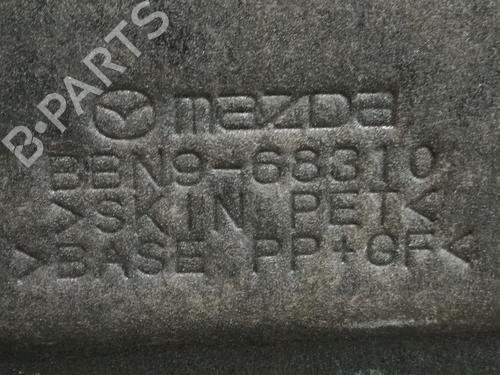 B-PARTS
mazda
BBN9-68310
>SKIN PET<
>BASE PP+GF<